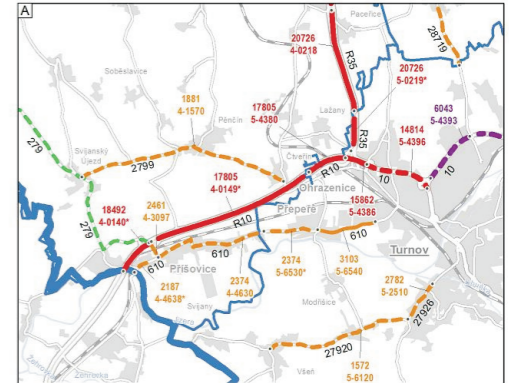 A
Paceřice
20726
4-0218
28719
Soběslavice
R35
20726
5-0219*
1881
4-1570
17805
5-4380
Pěnčín
Lažany
6043
5-4393
279
R35
14814
5-4396
Svijanský
Újezd
2799
Čtveřín
17805
4-0149*
R10
10
10
Ohrazenice
18492
4-0140*
2461
4-3097
Přepeře
15862
5-4386
279
610
Turnov
610
610
Příšovice
2187
4-4638*
2374
4-4630
2374
5-6530*
3103
5-6540
2782
5-2510
Svijany
Modřišice
27926
Jizera
27920
Žehrovka
Všeň
1572
5-6120